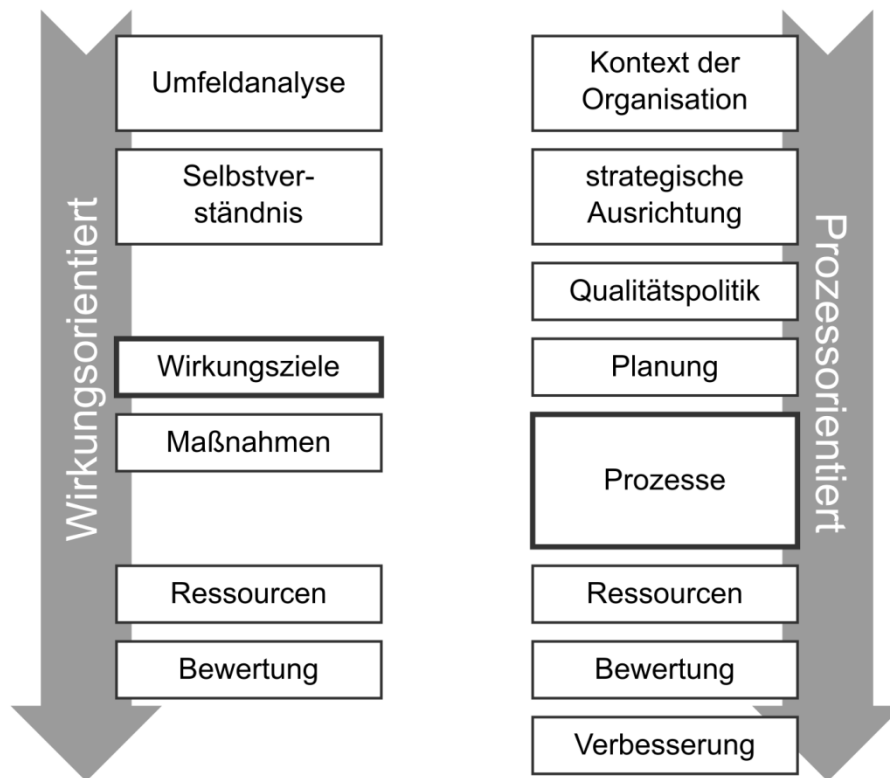 Wirkungsorientiert
Umfeldanalyse
Selbstver-
ständnis
Wirkungsziele
Maßnahmen
Ressourcen
Bewertung
Kontext der
Organisation
strategische
Ausrichtung
Qualitätspolitik
Planung
Prozesse
Ressourcen
Bewertung
Verbesserung
Prozessorientiert